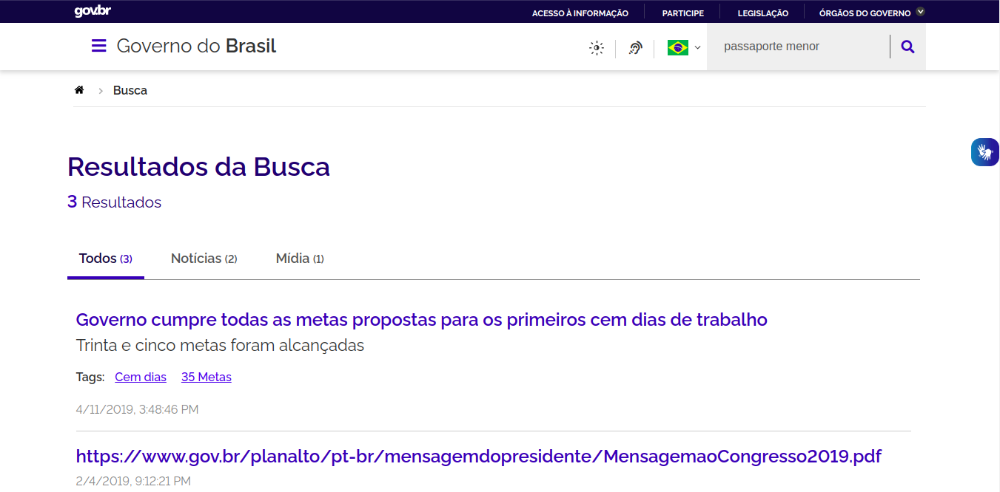 gov.br
ACESSO À INFORMAÇÃO PARTICIPE LEGISLAÇÃO ÓRGÃOS DO GOVERNO
Governo do Brasil
passaporte menor
Busca
Resultados da Busca
3 Resultados
Todos (3) Notícias (2) Mídia (1)
Governo cumpre todas as metas propostas para os primeiros cem dias de trabalho
Trinta e cinco metas foram alcançadas
Tags: Cem dias 35 Metas
4/11/2019, 3:48:46 PM
https://www.gov.br/planalto/pt-br/mensagemdopresidente/MensagemaoCongresso2019.pdf
2/4/2019, 9:12:21 PM